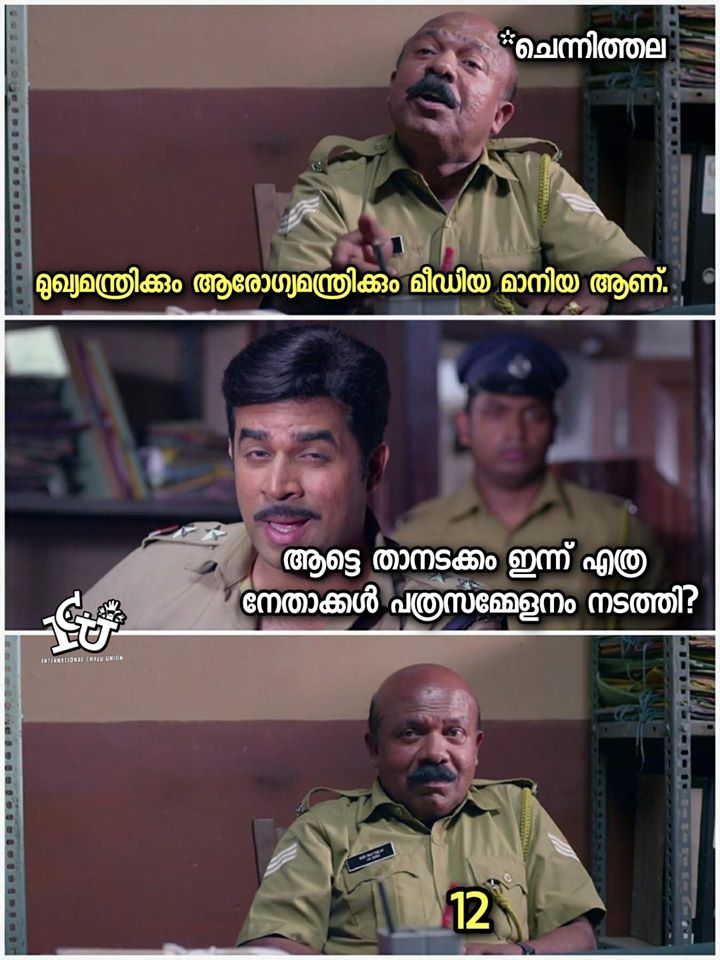 *ചെന്നിത്തല
മുഖ്യമന്ത്രിക്കും ആരോഗ്യമന്ത്രിക്കും മീഡിയ മാനിയ ആണ്.
ആട്ടെ താനടക്കം ഇന്ന് എത്ര
നേതാക്കൾ പത്രസമ്മേളനം നടത്തി?
ICU
INTERNATIONAL CHALU UNION
12